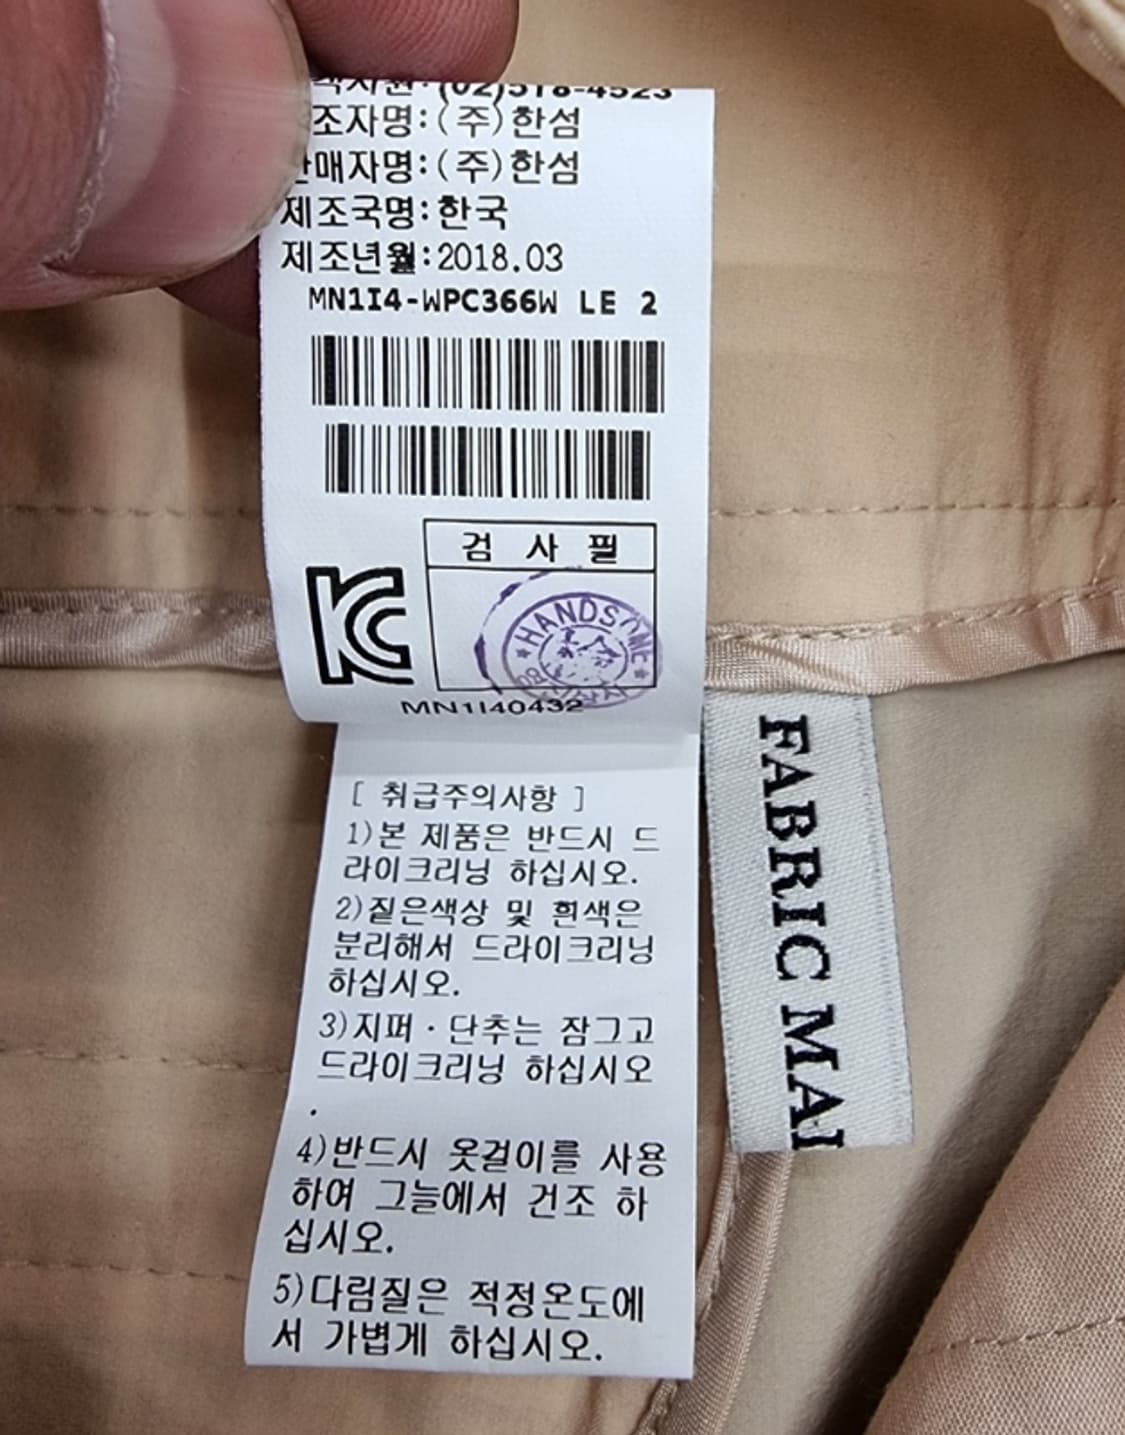 (02)518-4523
조자명:(주)한섬
판매자명:(주)한섬
제조국명:한국
제조년월:2018.03
MN1I4-WPC366W LE 2
검 사 필
HANDSOME
MN1I40432
[ 취급주의사항 ]
1)본 제품은 반드시 드
라이크리닝 하십시오.
2)짙은색상 및 흰색은
분리해서 드라이크리닝
하십시오.
3)지퍼·단추는 잠그고
드라이크리닝 하십시오
.
4)반드시 옷걸이를 사용
하여 그늘에서 건조 하
십시오.
5)다림질은 적정온도에
서 가볍게 하십시오.
FABRIC MAI